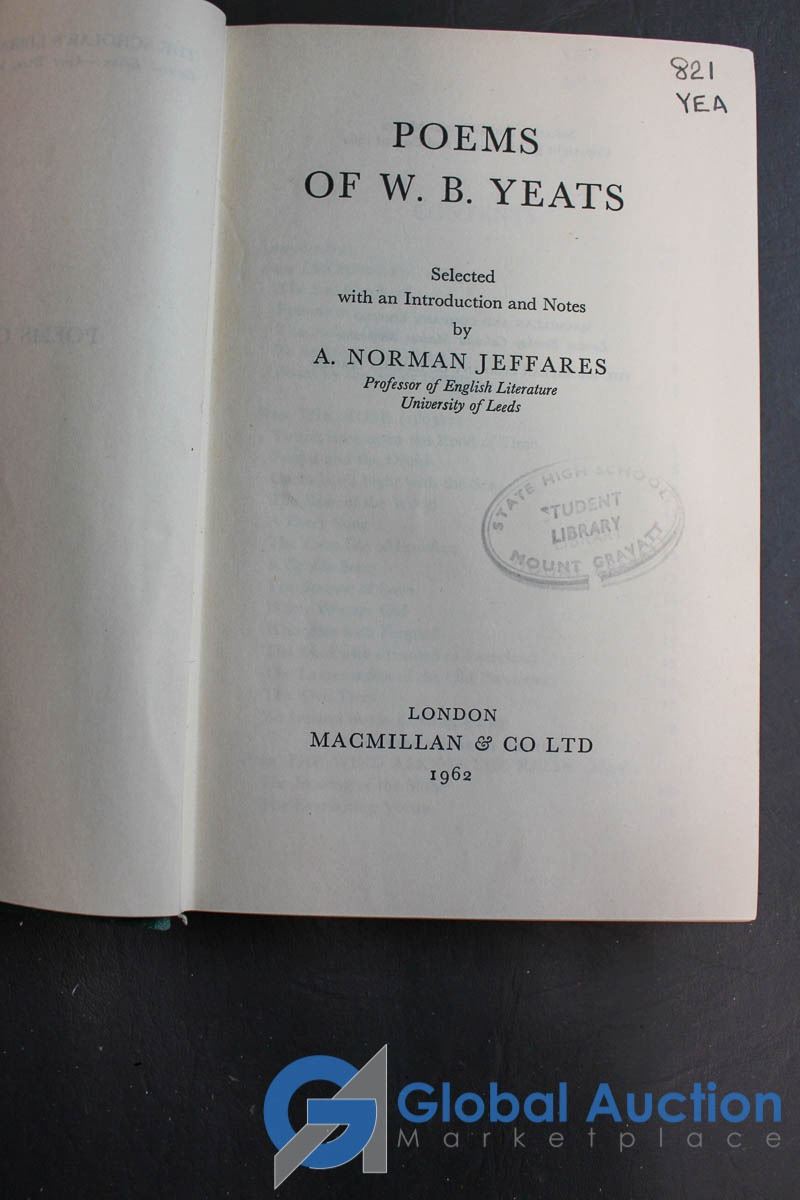 821
YEA
POEMS
OF W. B. YEATS
Selected
with an Introduction and Notes
by
A. NORMAN JEFFARES
Professor of English Literature
University of Leeds
STATE HIGH SCHOOL
STUDENT
LIBRARY
MOUNT GRAVATT
LONDON
MACMILLAN & CO LTD
1962
Global Auction
Marketplace